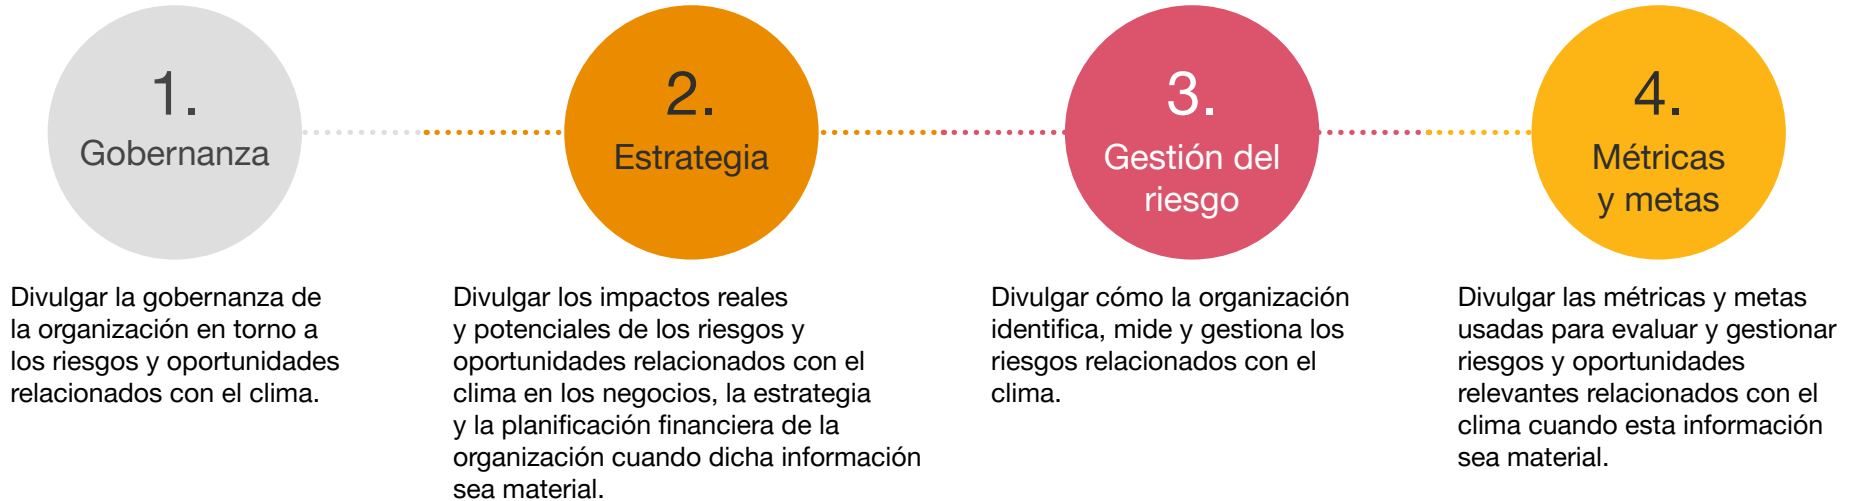 1.
Gobernanza
Divulgar la gobernanza de
la organización en torno a
los riesgos y oportunidades
relacionados con el clima.
2.
Estrategia
Divulgar los impactos reales
y potenciales de los riesgos y
oportunidades relacionados con el
clima en los negocios, la estrategia
y la planificación financiera de la
organización cuando dicha información
sea material.
3.
Gestión del
riesgo
Divulgar cómo la organización
identifica, mide y gestiona los
riesgos relacionados con el
clima.
4.
Métricas
y metas
Divulgar las métricas y metas
usadas para evaluar y gestionar
riesgos y oportunidades
relevantes relacionados con el
clima cuando esta información
sea material.